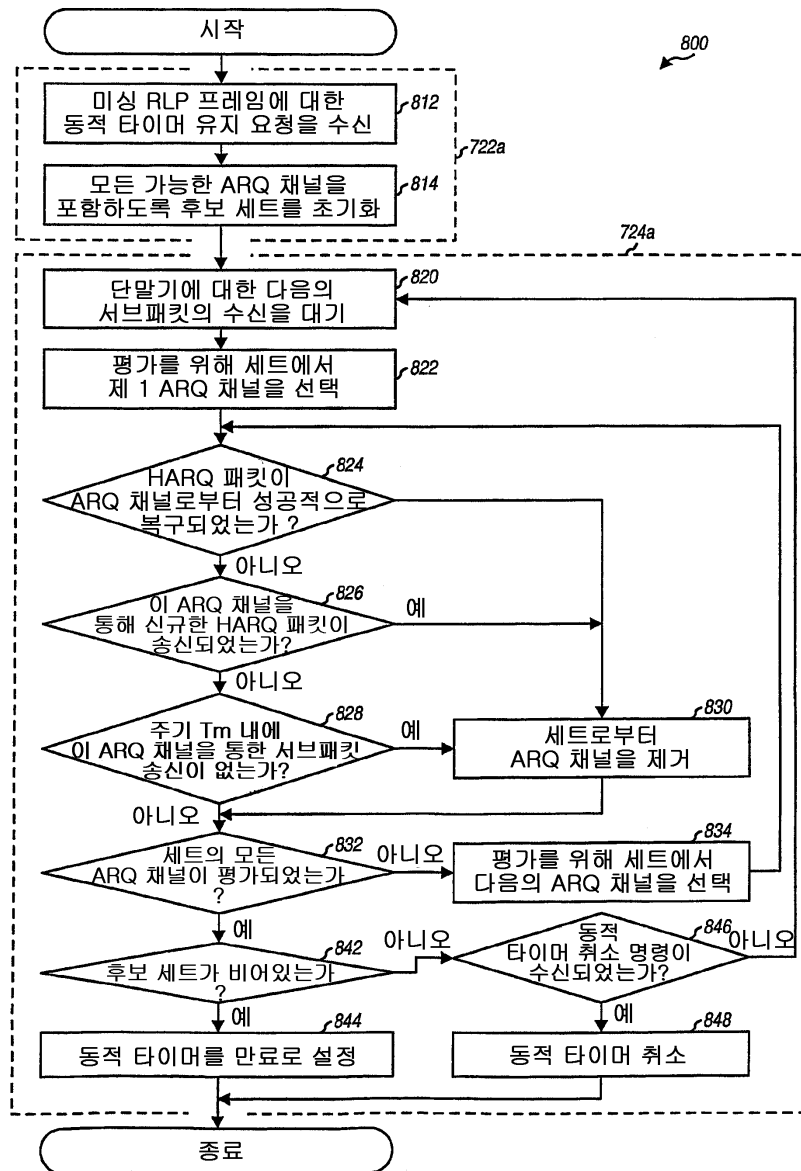 시작
800
미싱 RLP 프레임에 대한
동적 타이머 유지 요청을 수신
812
722a
모든 가능한 ARQ 채널을
포함하도록 후보 세트를 초기화
814
724a
단말기에 대한 다음의
서브패킷의 수신을 대기
820
평가를 위해 세트에서
제 1 ARQ 채널을 선택
822
HARQ 패킷이
ARQ 채널로부터 성공적으로
복구되었는가 ?
824
아니오
이 ARQ 채널을
통해 신규한 HARQ 패킷이
송신되었는가?
826
예
아니오
주기 Tm 내에
이 ARQ 채널을 통한 서브패킷
송신이 없는가?
828
예
세트로부터
ARQ 채널을 제거
830
아니오
세트의 모든
ARQ 채널이 평가되었는가
?
832
아니오
평가를 위해 세트에서
다음의 ARQ 채널을 선택
834
예
후보 세트가 비어있는가
?
842
아니오
동적
타이머 취소 명령이
수신되었는가?
846
아니오
예
동적 타이머를 만료로 설정
844
예
동적 타이머 취소
848
종료